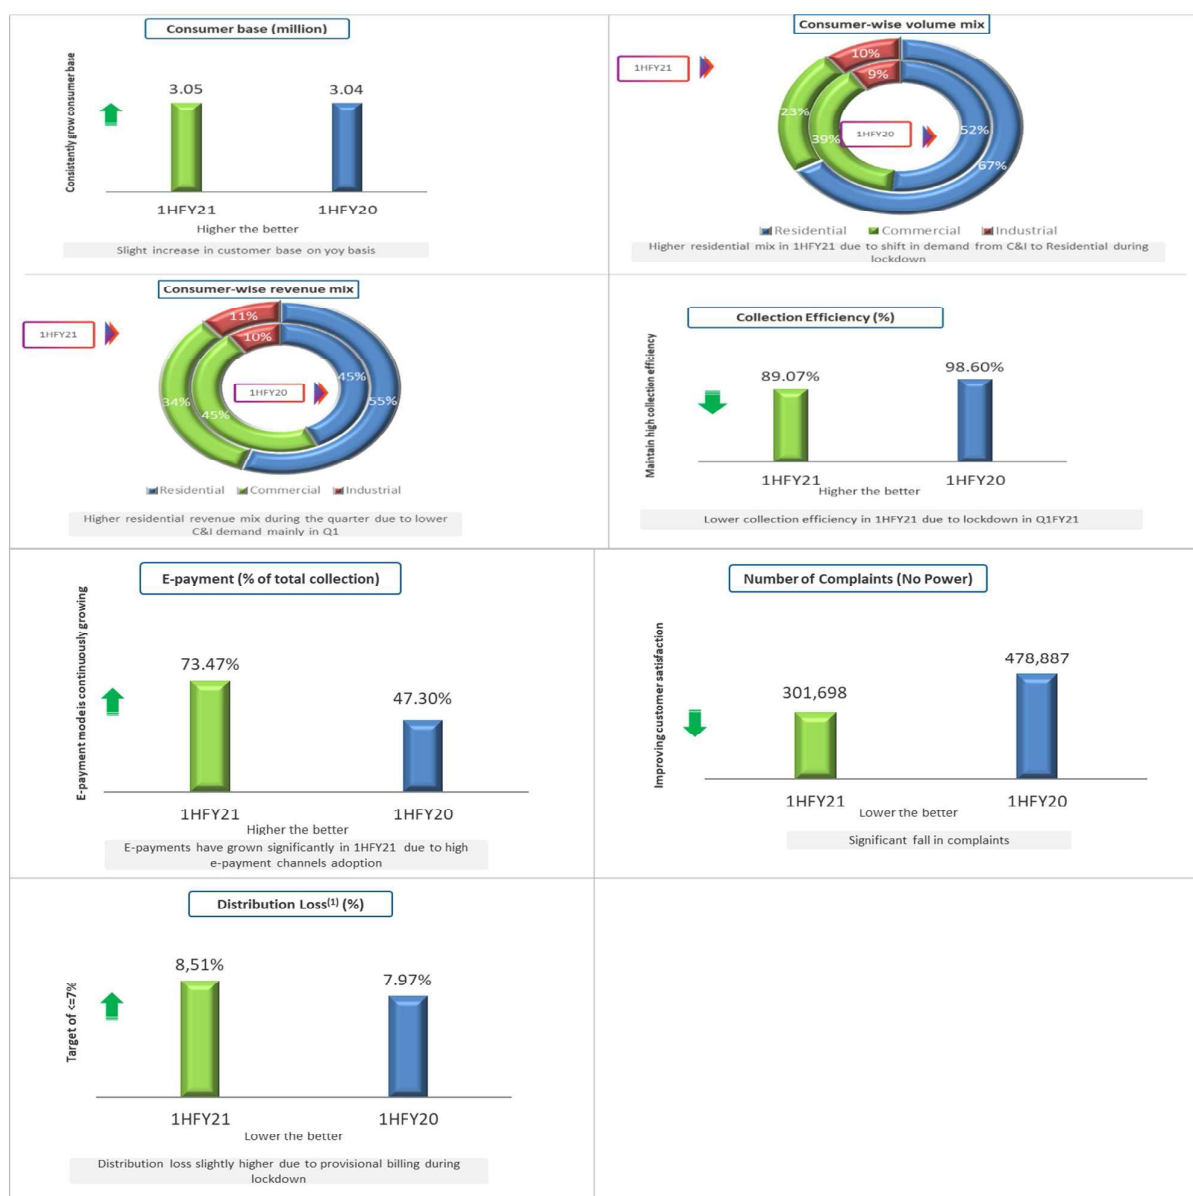 Consumer base (million)
Consistently grow consumer base
3.05
3.04
1HFY21
1HFY20
Higher the better
Slight increase in customer base on yoy basis
Consumer-wise volume mix
1HFY21
10%
9%
23%
39%
1HFY20
52%
67%
Residential
Commercial
Industrial
Higher residential mix in 1HFY21 due to shift in demand from C&I to Residential during
lockdown
Consumer-wise revenue mix
1HFY21
11%
10%
1HFY20
45%
55%
34%
45%
Residential
Commercial
Industrial
Higher residential revenue mix during the quarter due to lower
C&I demand mainly in Q1
Collection Efficiency (%)
Maintain high collection efficiency
89.07%
98.60%
1HFY21
1HFY20
Higher the better
Lower collection efficiency in 1HFY21 due to lockdown in Q1FY21
E-payment (% of total collection)
E-payment mode is continuously growing
73.47%
47.30%
1HFY21
1HFY20
Higher the better
E-payments have grown significantly in 1HFY21 due to high
e-payment channels adoption
Number of Complaints (No Power)
Improving customer satisfaction
301,698
478,887
1HFY21
1HFY20
Lower the better
Significant fall in complaints
Distribution Loss(1) (%)
Target of <=7%
8,51%
7.97%
1HFY21
1HFY20
Lower the better
Distribution loss slightly higher due to provisional billing during
lockdown